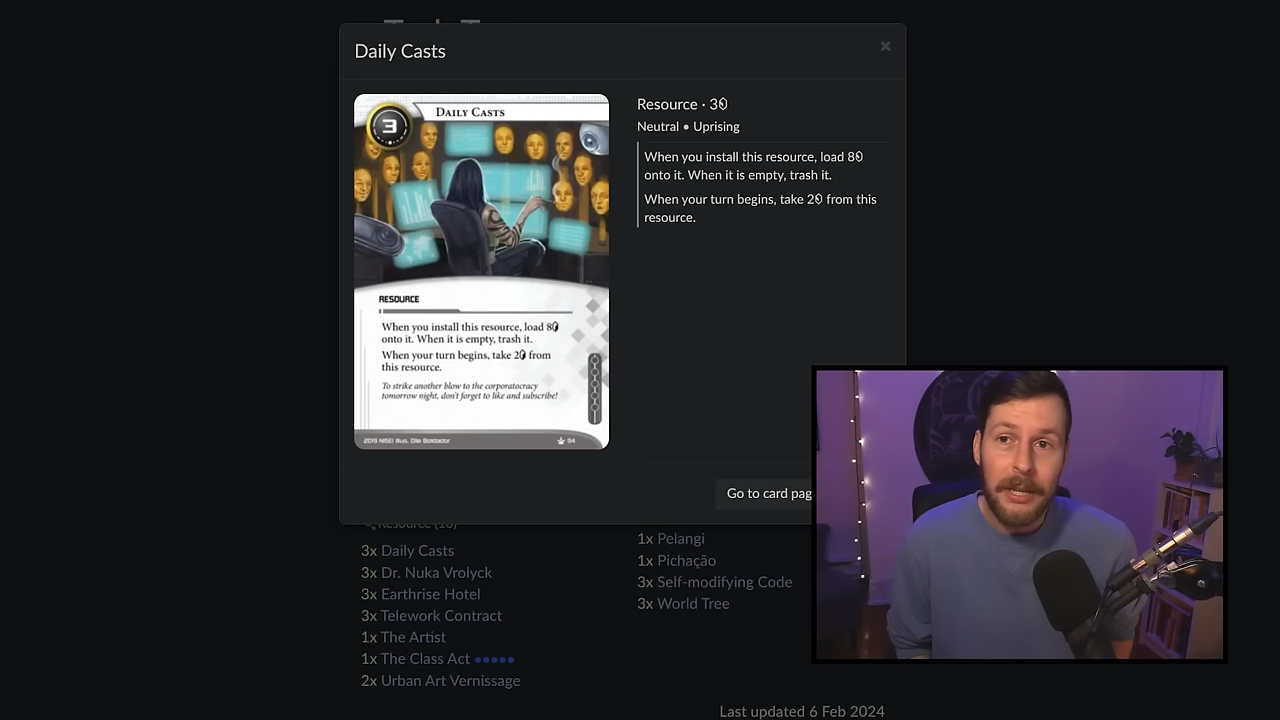 Daily Casts
×
3
DAILY CASTS
RESOURCE
When you install this resource, load 8
onto it. When it is empty, trash it.
When your turn begins, take 2 from
this resource.
To strike another blow to the corporatocracy
tomorrow night, don't forget to like and subscribe!
2019 NISEI Illus. Olie Boldador
54
Resource · 3
Neutral • Uprising
When you install this resource, load 8
onto it. When it is empty, trash it.
When your turn begins, take 2 from this
resource.
Go to card pag
3x Daily Casts
3x Dr. Nuka Vrolyck
3x Earthrise Hotel
3x Telework Contract
1x The Artist
1x The Class Act •••••
2x Urban Art Vernissage
1x Pelangi
1x Pichação
3x Self-modifying Code
3x World Tree
Last updated 6 Feb 2024